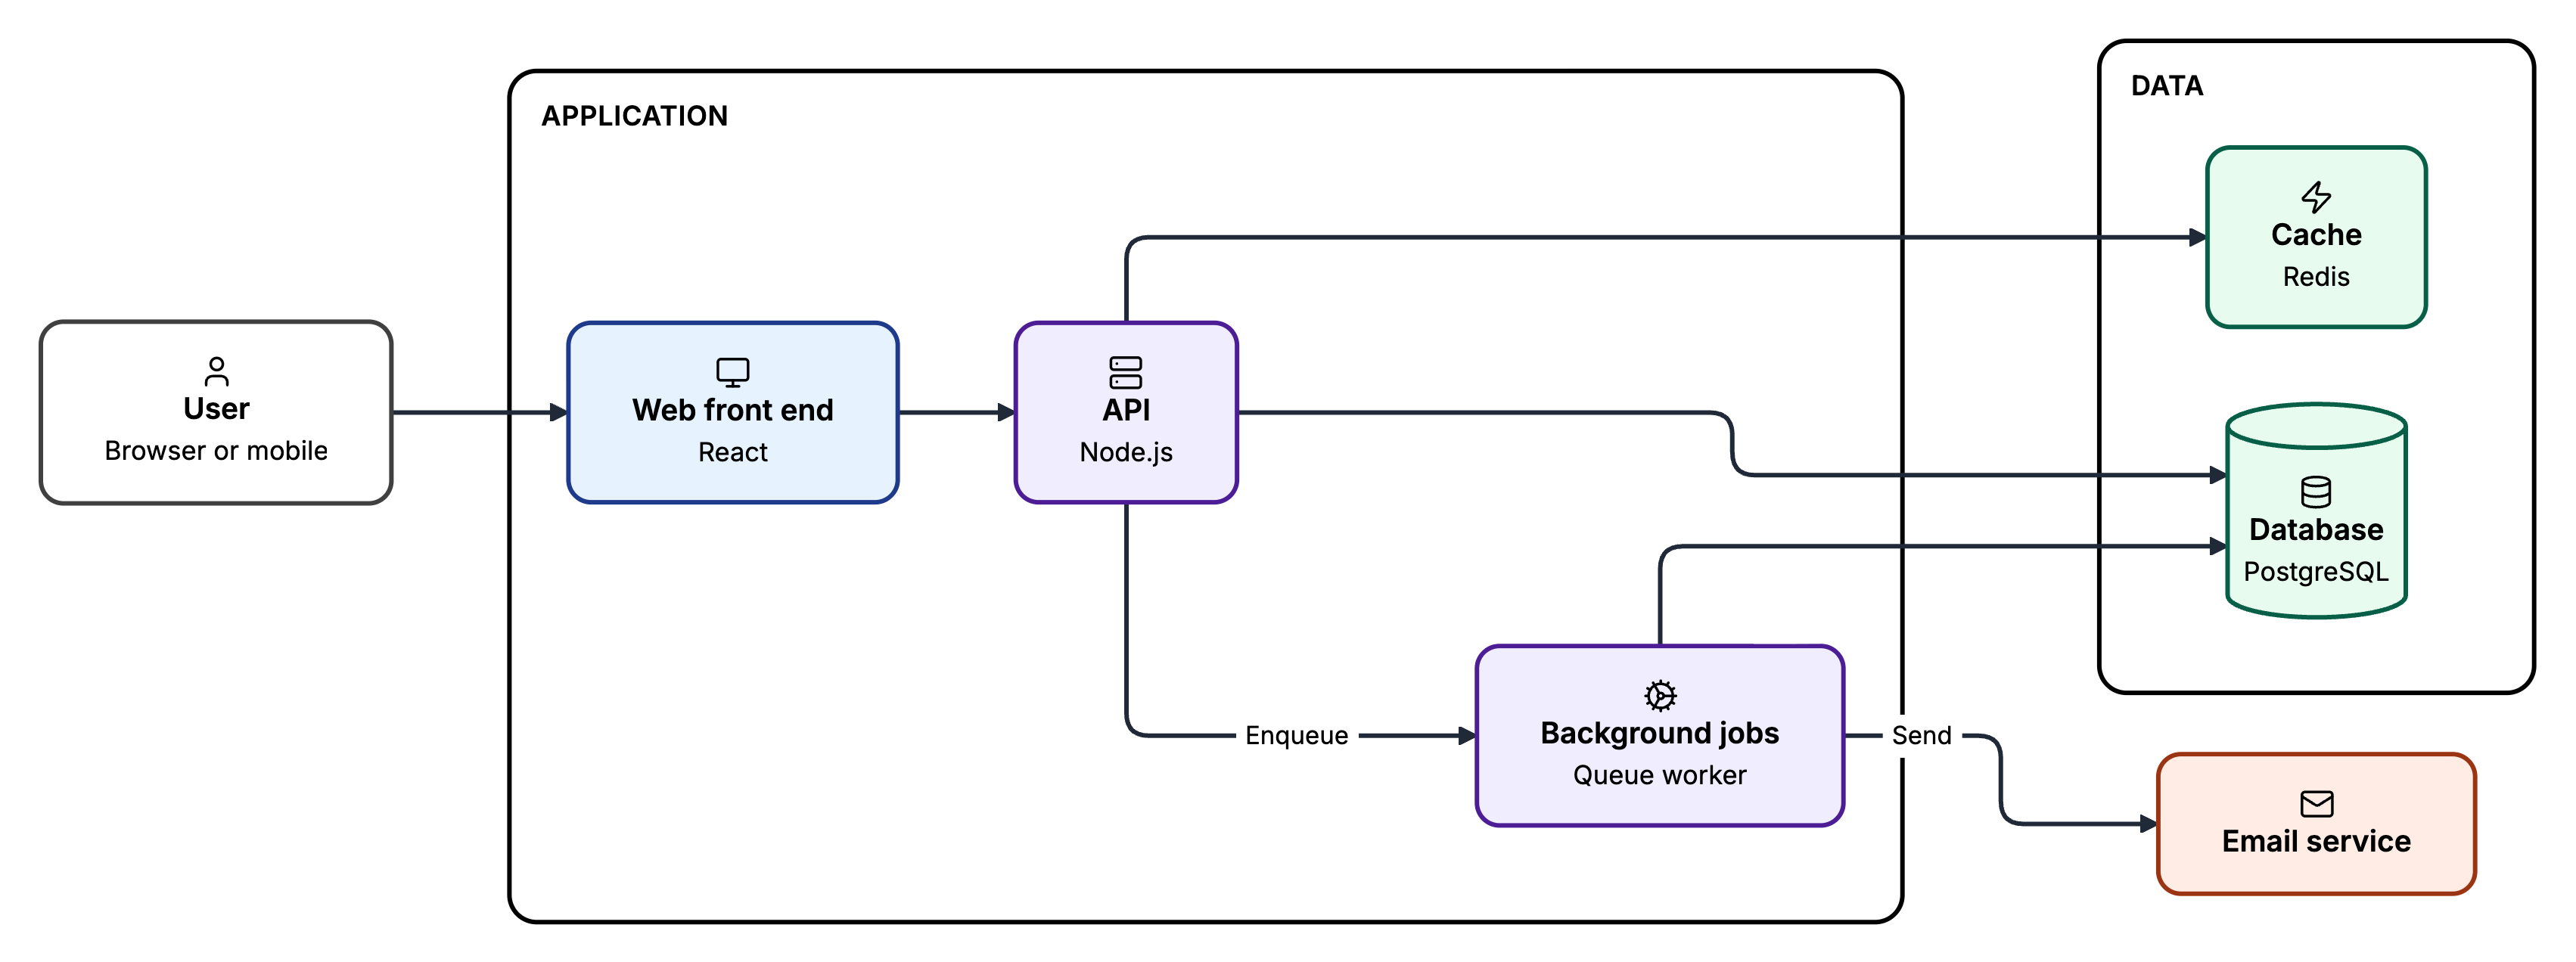 APPLICATION
DATA
User
Browser or mobile
Web front end
React
API
Node.js
Cache
Redis
Database
PostgreSQL
Enqueue
Background jobs
Queue worker
Send
Email service